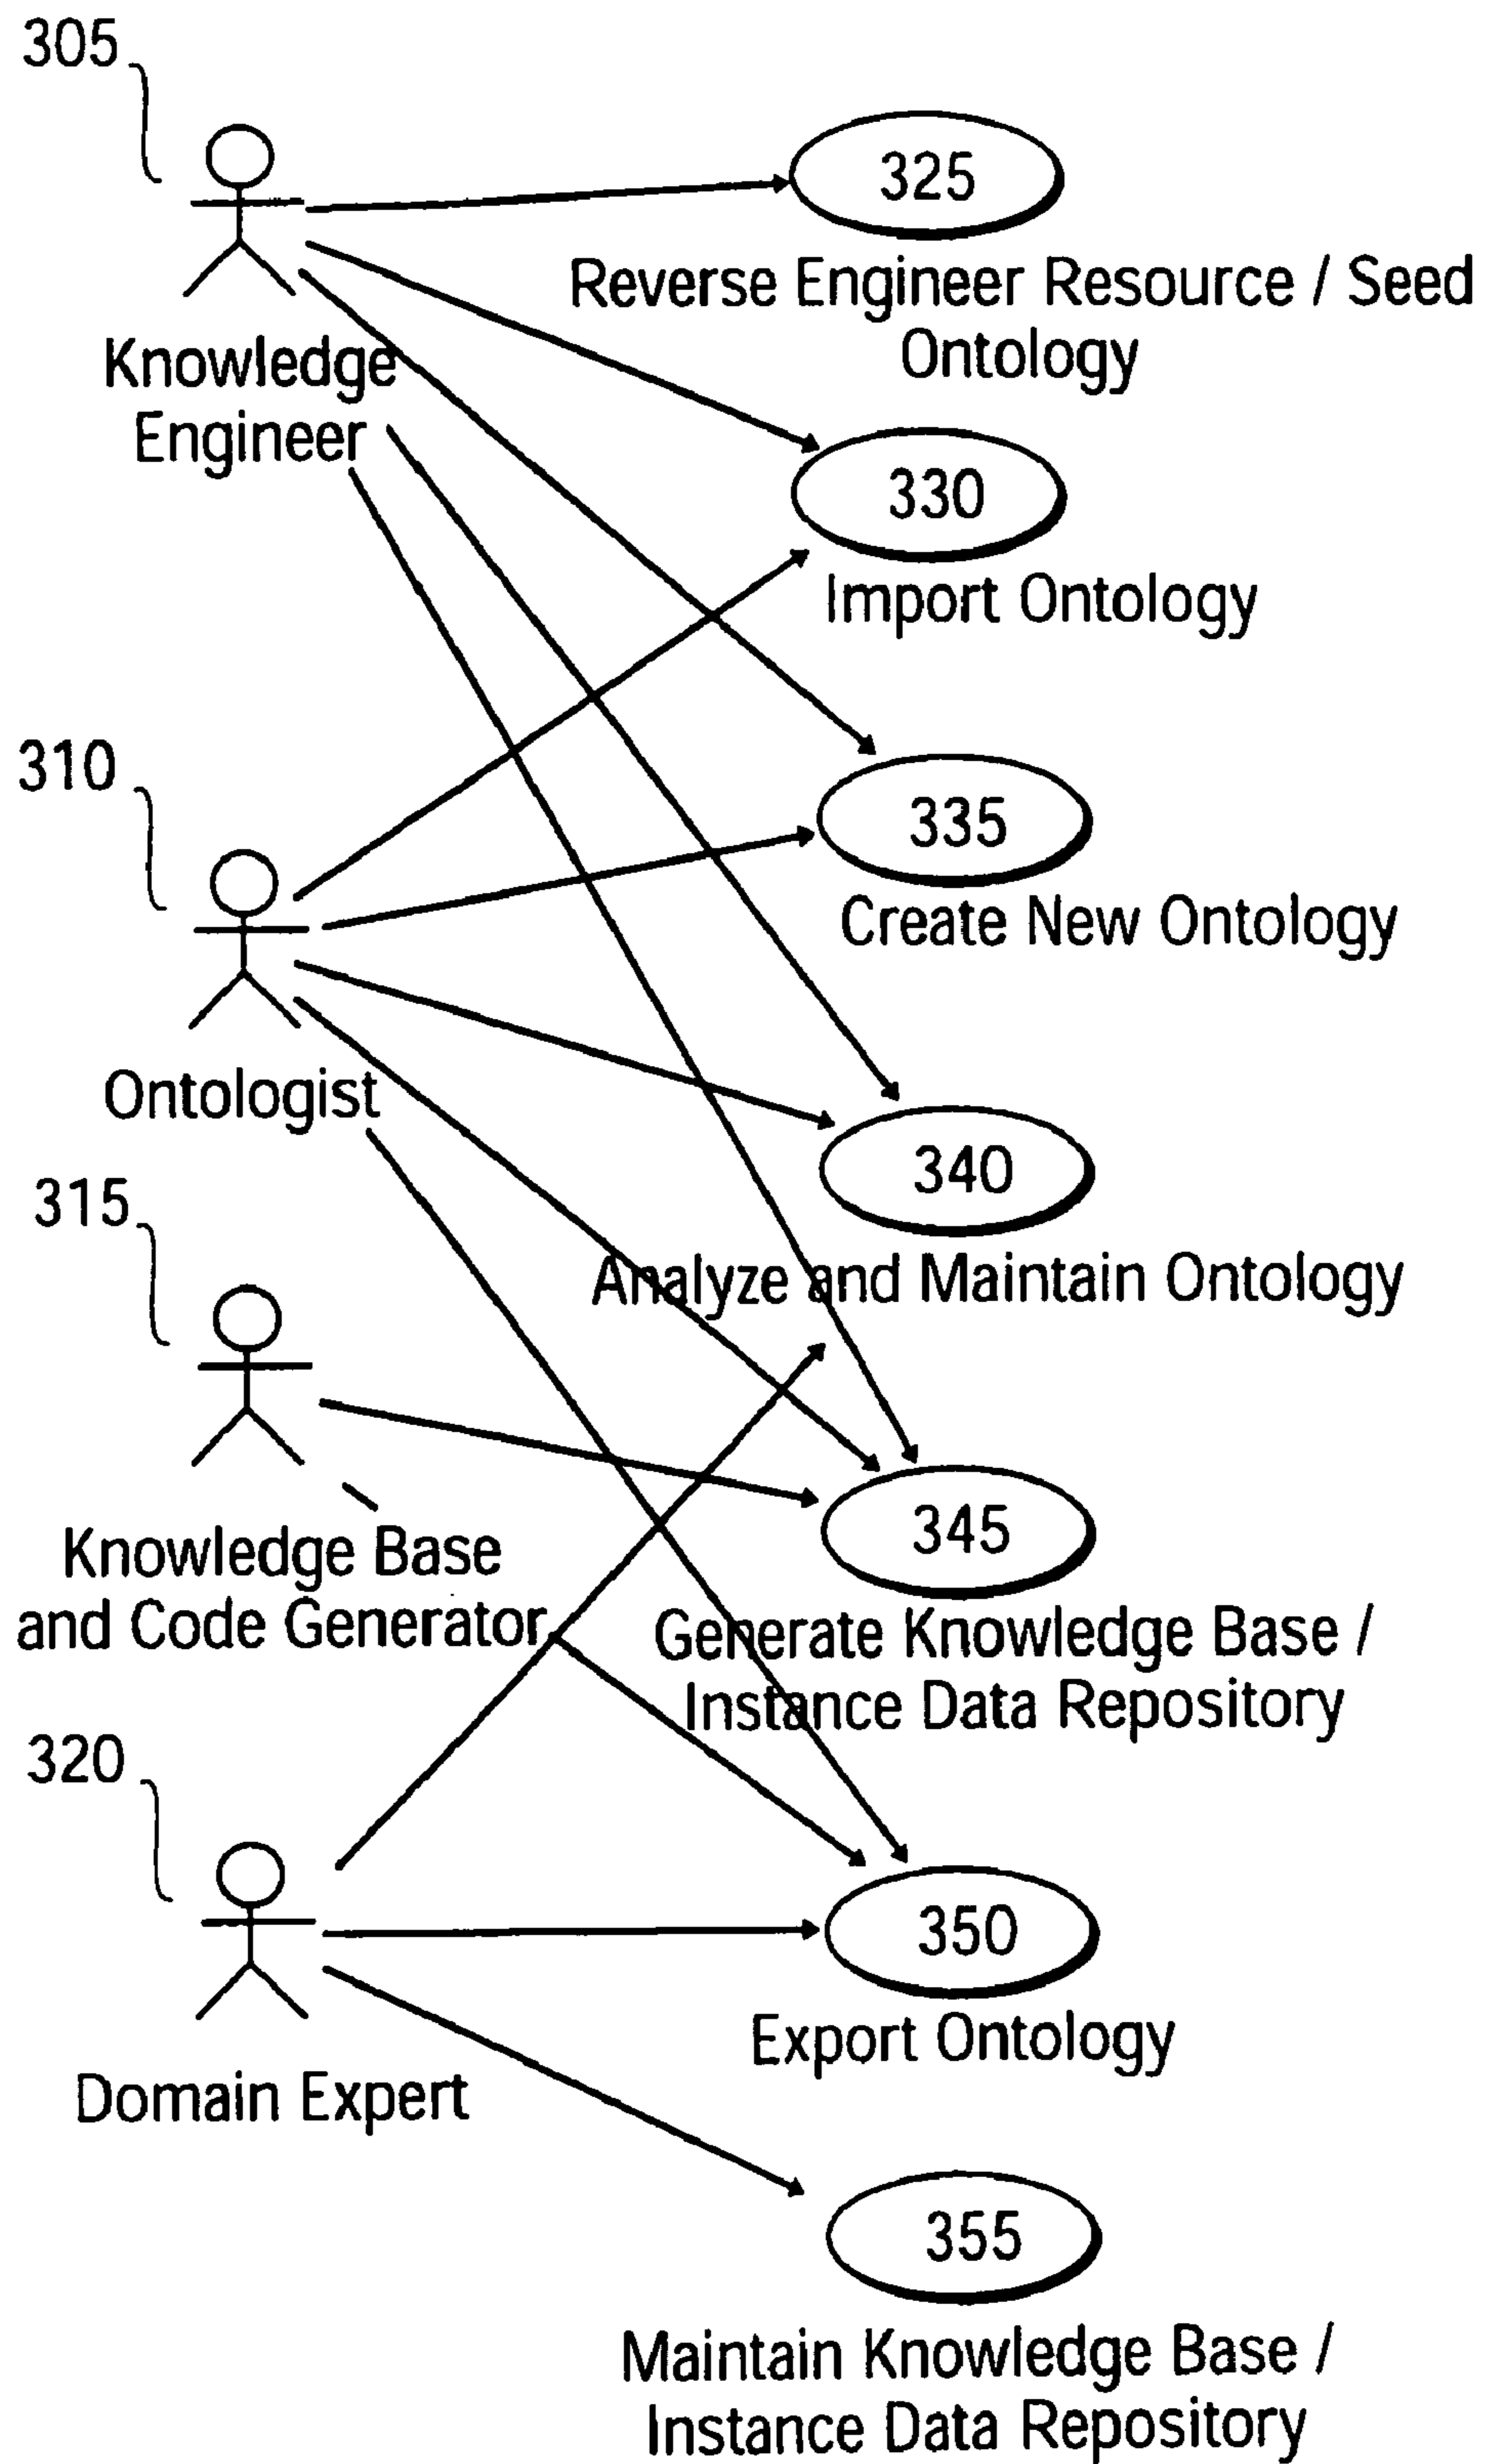 305
325
Reverse Engineer Resource / Seed
Ontology
Knowledge
Engineer
330
Import Ontology
310
335
Create New Ontology
Ontologist
340
Analyze and Maintain Ontology
315
345
Knowledge Base
and Code Generator
Generate Knowledge Base /
Instance Data Repository
320
350
Export Ontology
Domain Expert
355
Maintain Knowledge Base /
Instance Data Repository